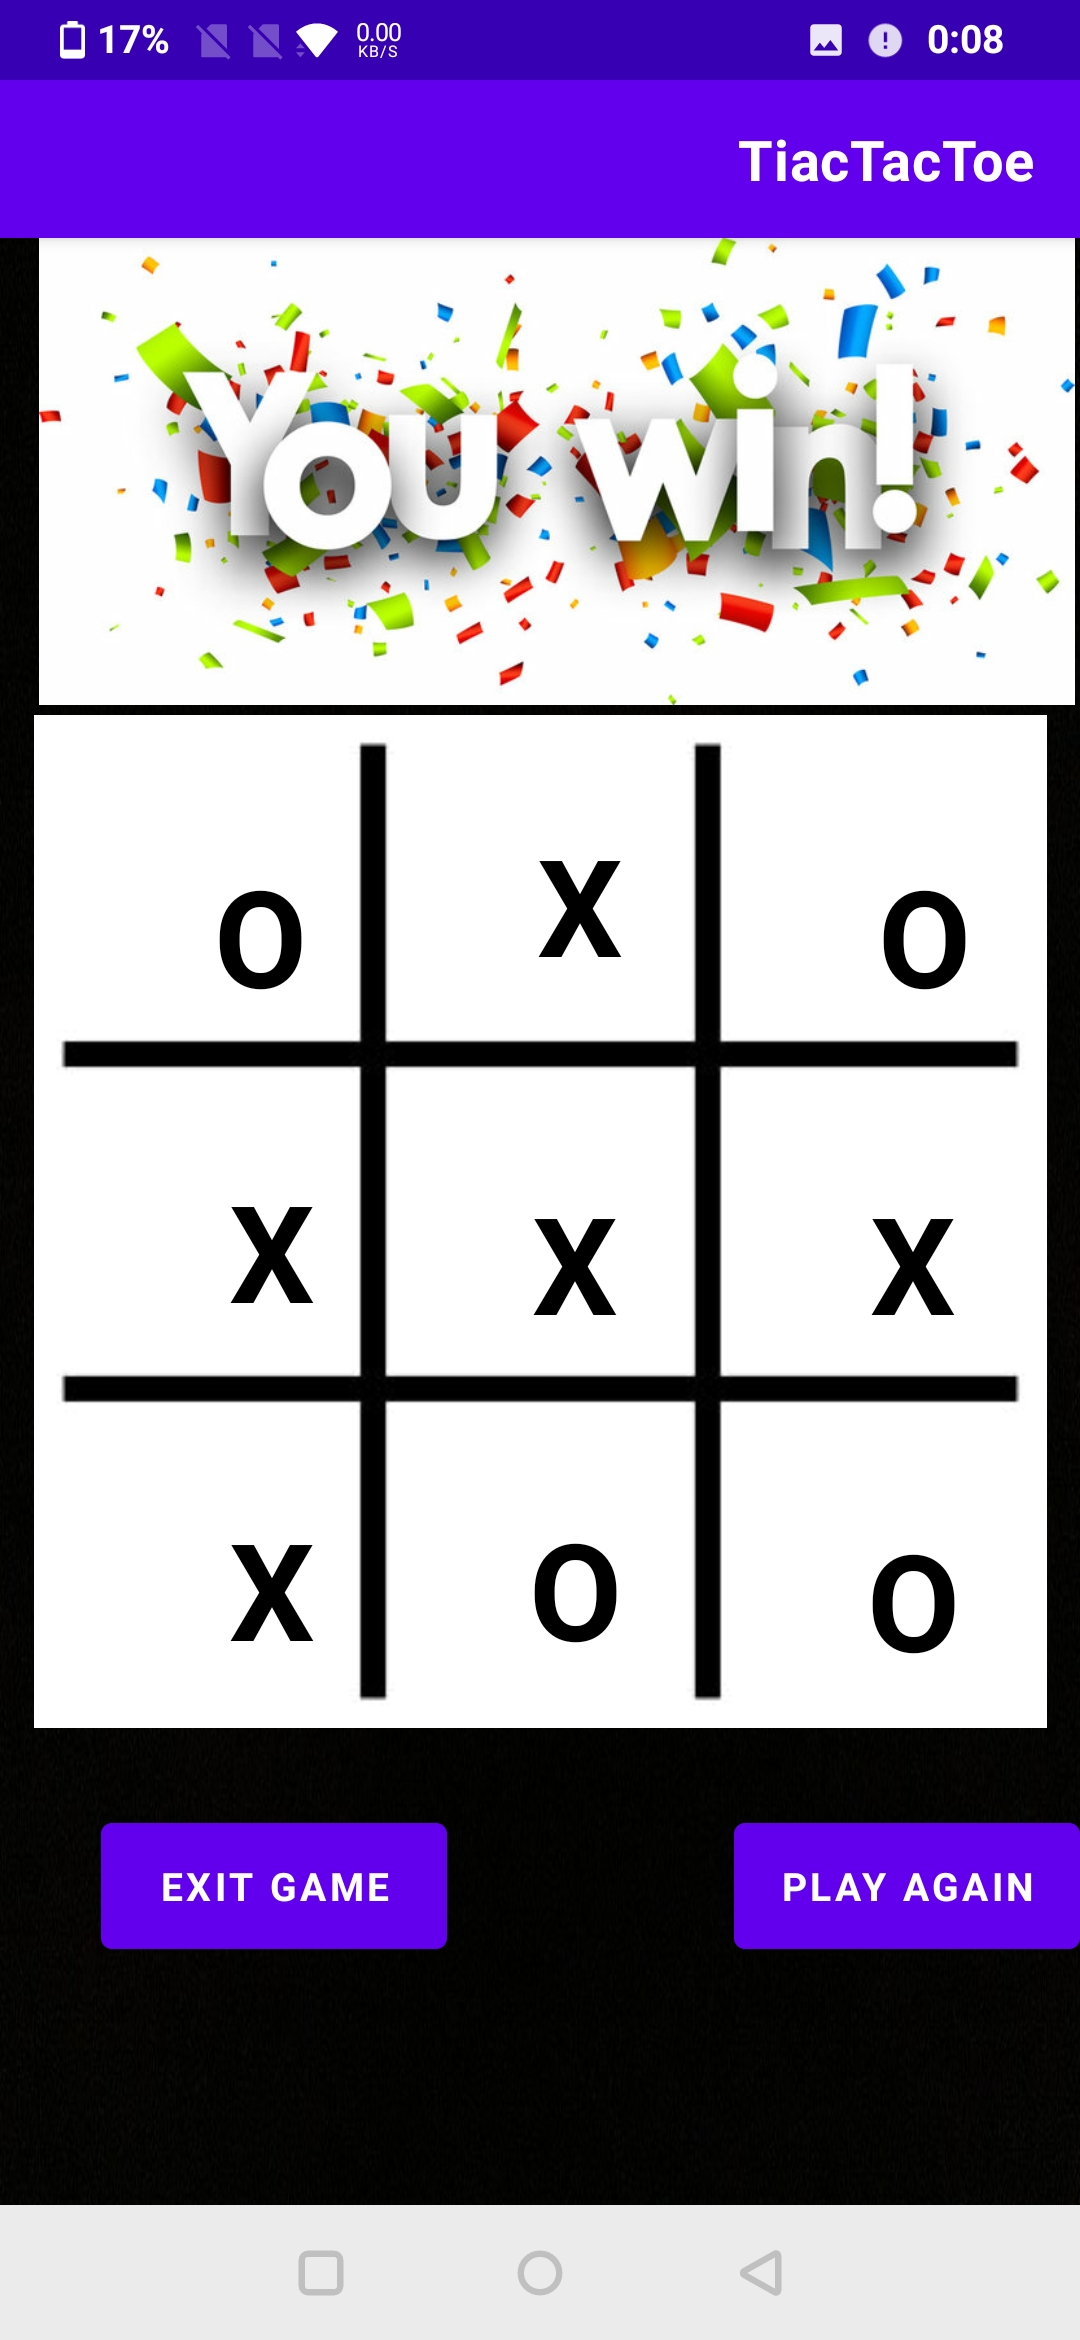 17% 0.00 KB/S 0:08
TiacTacToe
You win!
O X O
X X X
X O O
EXIT GAME PLAY AGAIN